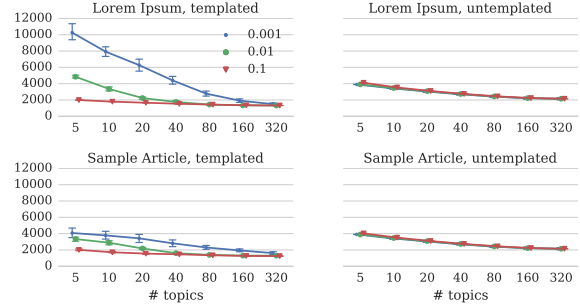 Lorem Ipsum, templated
Lorem Ipsum, untemplated
12000
10000
8000
6000
4000
2000
0
0.001
0.01
0.1
5 10 20 40 80 160 320
5 10 20 40 80 160 320
Sample Article, templated
Sample Article, untemplated
12000
10000
8000
6000
4000
2000
0
5 10 20 40 80 160 320
5 10 20 40 80 160 320
# topics
# topics